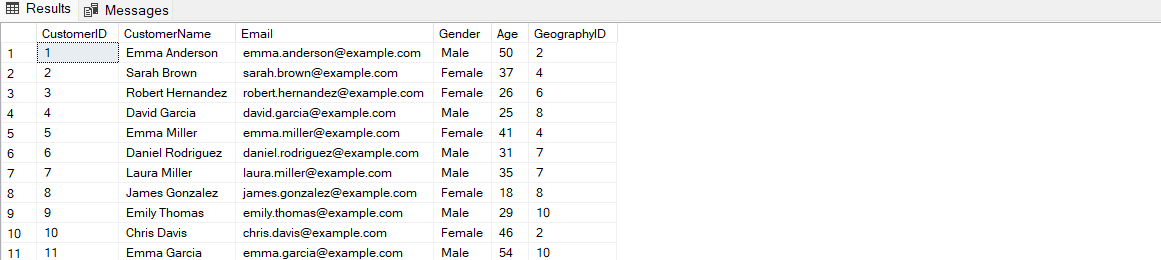 Results Messages
CustomerID CustomerName Email Gender Age GeographyID
1 1 Emma Anderson emma.anderson@example.com Male 50 2
2 2 Sarah Brown sarah.brown@example.com Female 37 4
3 3 Robert Hernandez robert.hernandez@example.com Female 26 6
4 4 David Garcia david.garcia@example.com Male 25 8
5 5 Emma Miller emma.miller@example.com Female 41 4
6 6 Daniel Rodriguez daniel.rodriguez@example.com Male 31 7
7 7 Laura Miller laura.miller@example.com Male 35 7
8 8 James Gonzalez james.gonzalez@example.com Female 18 8
9 9 Emily Thomas emily.thomas@example.com Male 29 10
10 10 Chris Davis chris.davis@example.com Female 46 2
11 11 Emma Garcia emma.garcia@example.com Male 54 10